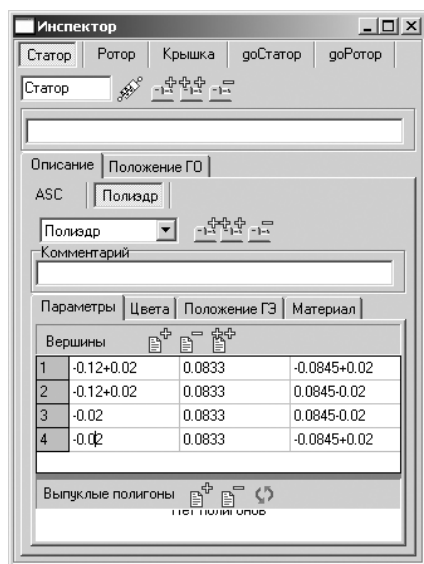 Инспектор
Статор Ротор Крышка goСтатор goРотор
Статор
Описание Положение ГО
ASC Полиэдр
Полиэдр
Комментарий
Параметры Цвета Положение ГЭ Материал
Вершины
1 -0.12+0.02 0.0833 -0.0845+0.02
2 -0.12+0.02 0.0833 0.0845-0.02
3 -0.02 0.0833 0.0845-0.02
4 -0.02 0.0833 -0.0845+0.02
Выпуклые полигоны
Нет полигонов